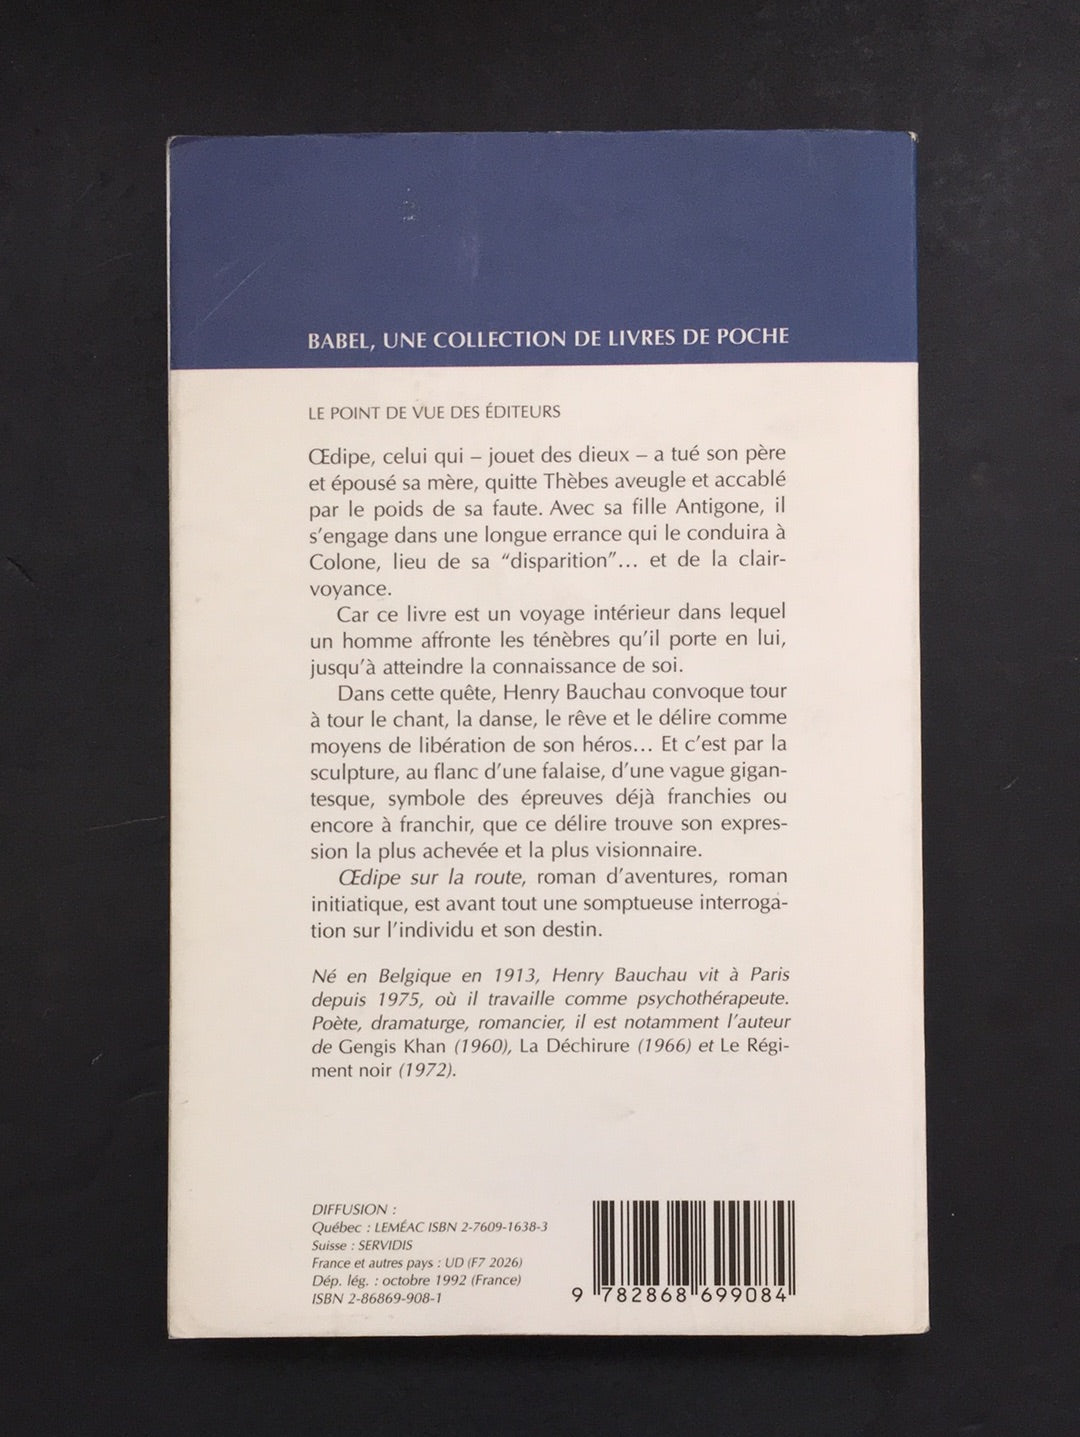 BABEL, UNE COLLECTION DE LIVRES DE POCHE
LE POINT DE VUE DES ÉDITEURS
Œdipe, celui qui – jouet des dieux – a tué son père
et épousé sa mère, quitte Thèbes aveugle et accablé
par le poids de sa faute. Avec sa fille Antigone, il
s'engage dans une longue errance qui le conduira à
Colone, lieu de sa "disparition"... et de la clair-
voyance.
Car ce livre est un voyage intérieur dans lequel
un homme affronte les ténèbres qu'il porte en lui,
jusqu'à atteindre la connaissance de soi.
Dans cette quête, Henry Bauchau convoque tour
à tour le chant, la danse, le rêve et le délire comme
moyens de libération de son héros... Et c'est par la
sculpture, au flanc d'une falaise, d'une vague gigan-
tesque, symbole des épreuves déjà franchies ou
encore à franchir, que ce délire trouve son expres-
sion la plus achevée et la plus visionnaire.
Œdipe sur la route, roman d'aventures, roman
initiatique, est avant tout une somptueuse interroga-
tion sur l'individu et son destin.
Né en Belgique en 1913, Henry Bauchau vit à Paris
depuis 1975, où il travaille comme psychothérapeute.
Poète, dramaturge, romancier, il est notamment l'auteur
de Gengis Khan (1960), La Déchirure (1966) et Le Régi-
ment noir (1972).
DIFFUSION :
Québec : LEMÉAC ISBN 2-7609-1638-3
Suisse : SERVIDIS
France et autres pays : UD (F7 2026)
Dép. lég. : octobre 1992 (France)
ISBN 2-86869-908-1
9 782868 699084